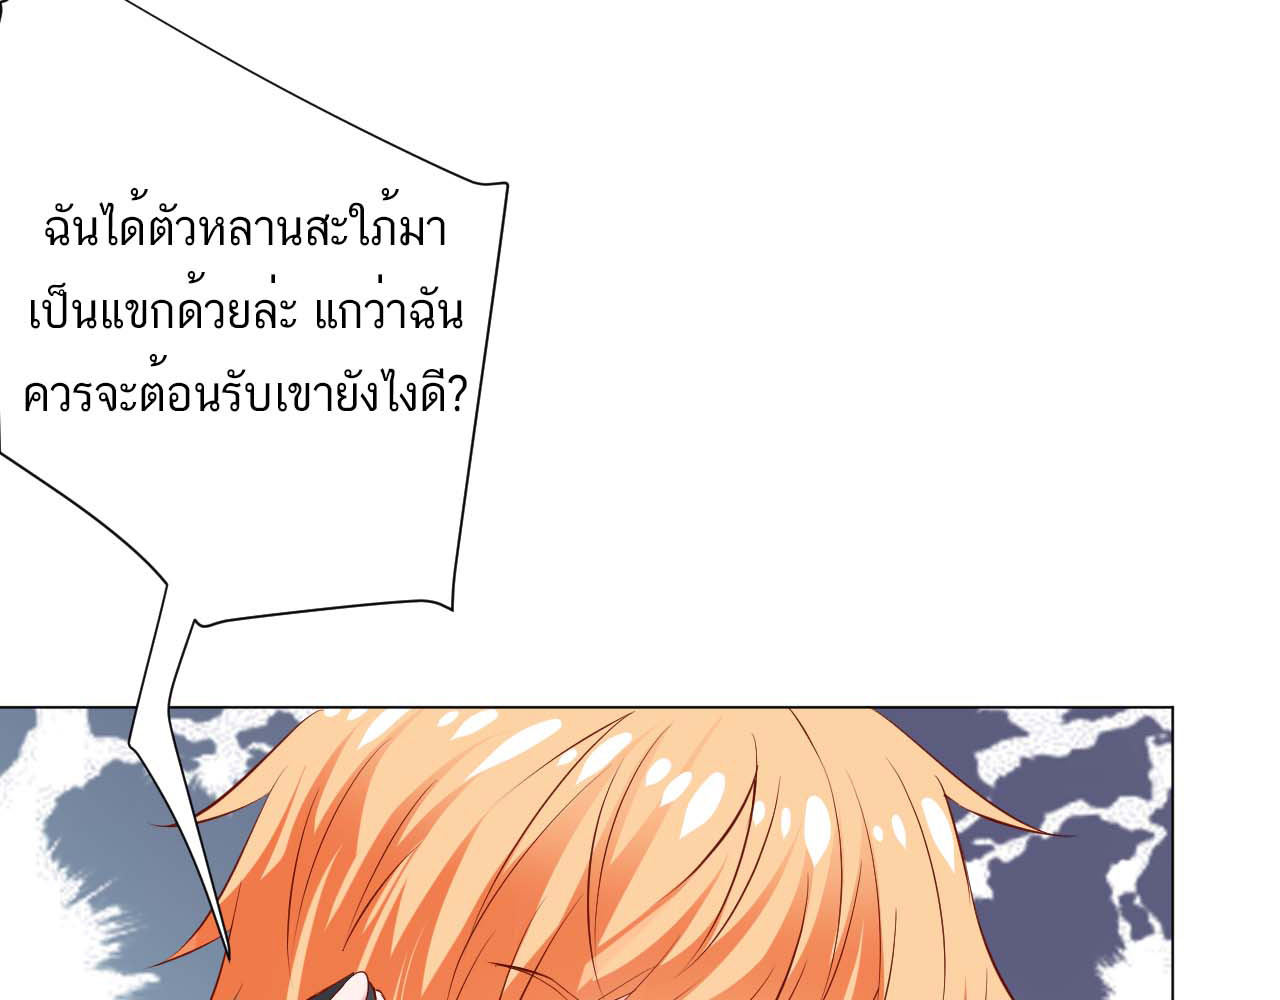 ฉันได้ตัวหลานสะใภ้มา
เป็นแขกด้วยล่ะ แกว่าฉัน
ควรจะต้อนรับเขายังไงดี?